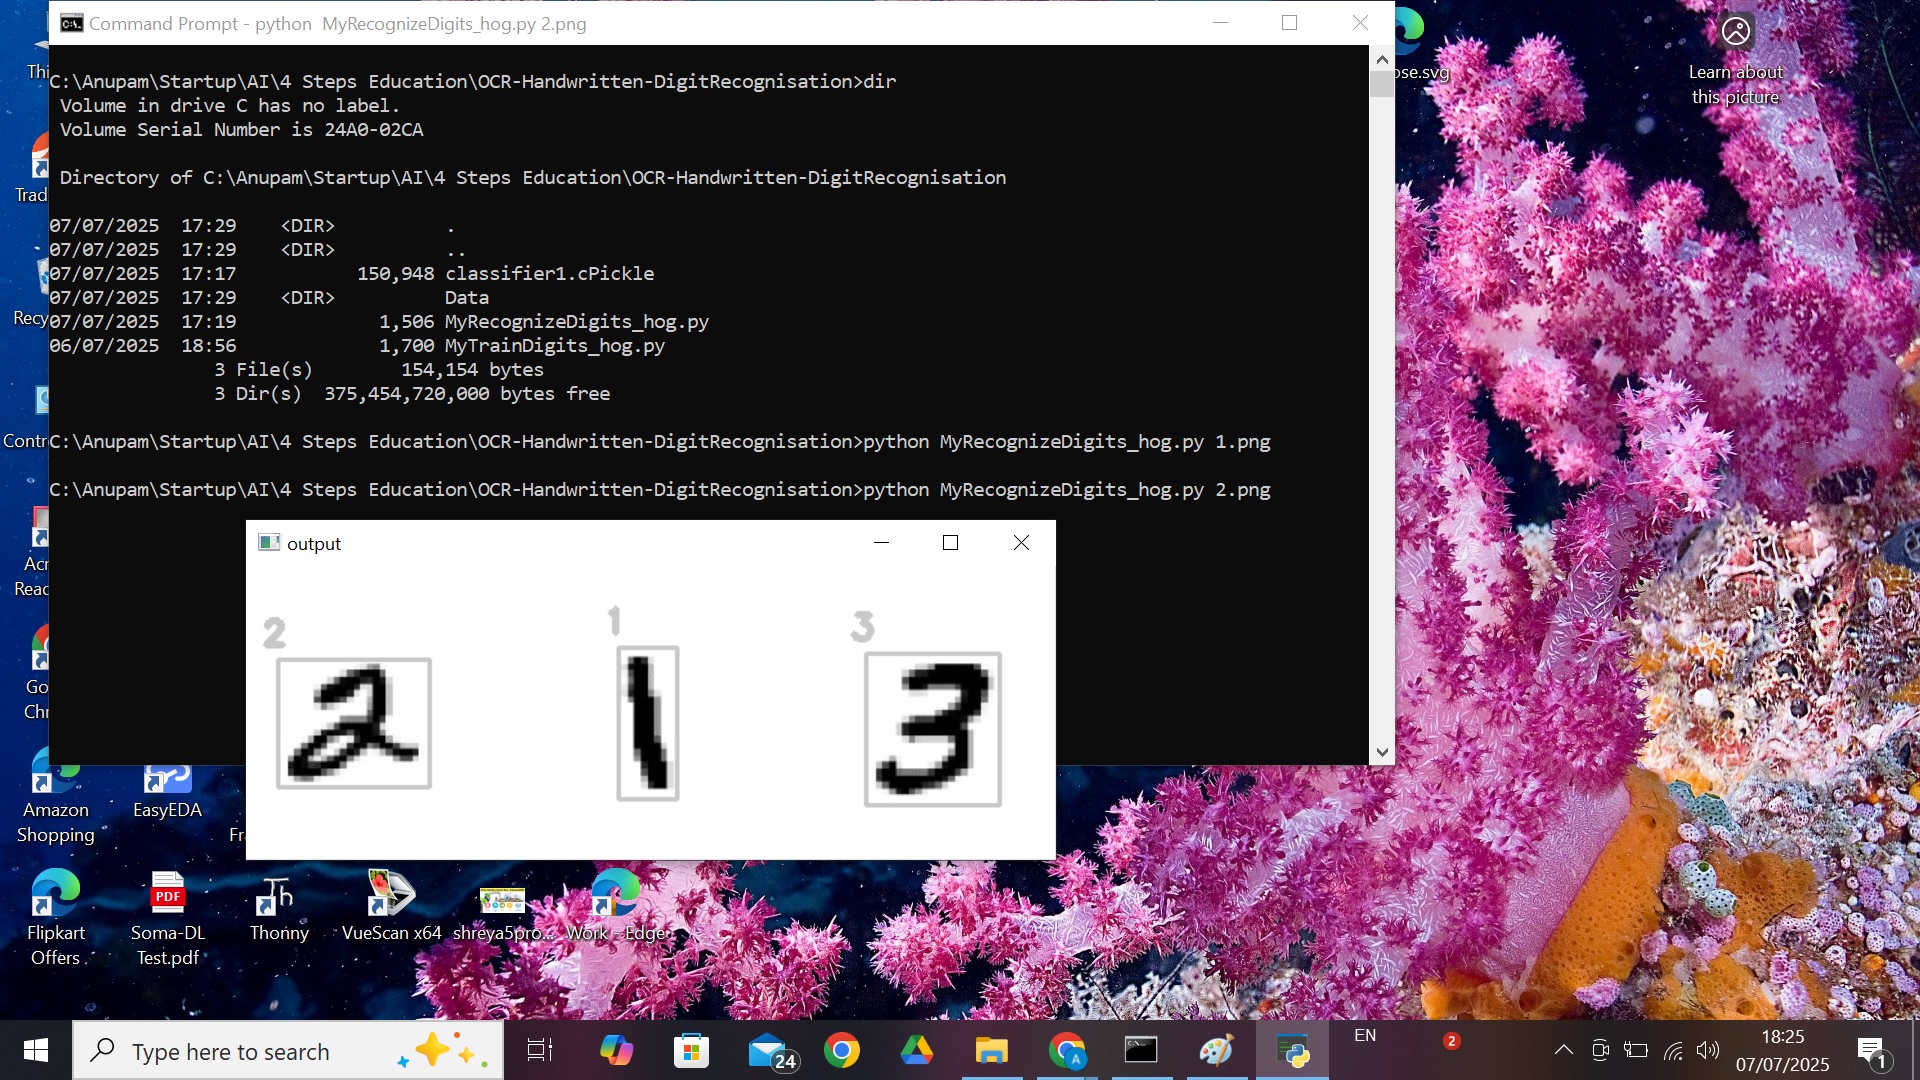 Command Prompt - python  MyRecognizeDigits_hog.py 2.png
C:\Anupam\Startup\AI\4 Steps Education\OCR-Handwritten-DigitRecognisation>dir
Volume in drive C has no label.
Volume Serial Number is 24A0-02CA
Directory of C:\Anupam\Startup\AI\4 Steps Education\OCR-Handwritten-DigitRecognisation
07/07/2025  17:29    <DIR>          .
07/07/2025  17:29    <DIR>          ..
07/07/2025  17:17           150,948 classifier1.cPickle
07/07/2025  17:29    <DIR>          Data
07/07/2025  17:19             1,506 MyRecognizeDigits_hog.py
06/07/2025  18:56             1,700 MyTrainDigits_hog.py
3 File(s)        154,154 bytes
3 Dir(s)  375,454,720,000 bytes free
C:\Anupam\Startup\AI\4 Steps Education\OCR-Handwritten-DigitRecognisation>python MyRecognizeDigits_hog.py 1.png
C:\Anupam\Startup\AI\4 Steps Education\OCR-Handwritten-DigitRecognisation>python MyRecognizeDigits_hog.py 2.png
output
2 1 3
2 1 3
Learn about
this picture
ose.svg
Thi
Trad
Recy
Contr
Acr
Reac
Go
Chr
Amazon
Shopping
EasyEDA
Fra
Flipkart
Offers
Soma-DL
Test.pdf
PDF
Th
Thonny
VueScan x64
shreya5pro...
Work - Edge
Type here to search
24
A
EN
2
18:25
07/07/2025
1